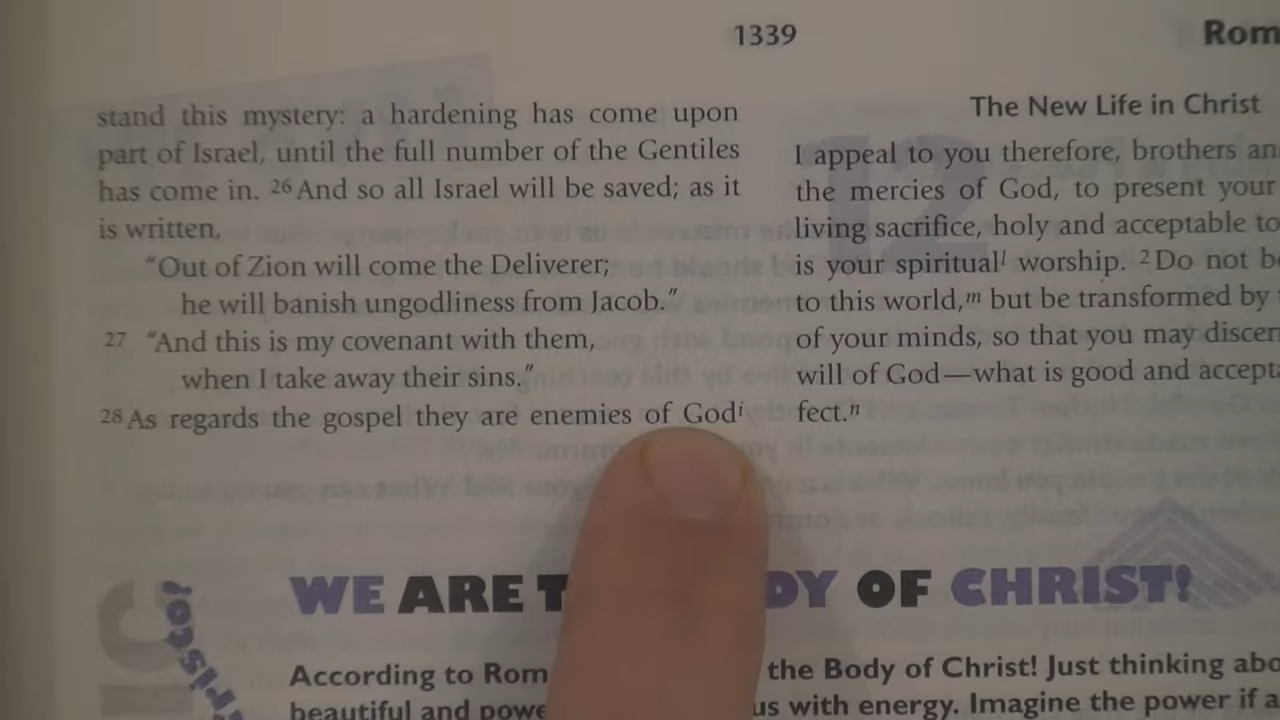 1339
Rom
stand this mystery: a hardening has come upon
part of Israel, until the full number of the Gentiles
has come in. 26 And so all Israel will be saved; as it
is written,
"Out of Zion will come the Deliverer;
he will banish ungodliness from Jacob."
27 "And this is my covenant with them,
when I take away their sins."
28 As regards the gospel they are enemies of God i
The New Life in Christ
12
I appeal to you therefore, brothers an
the mercies of God, to present your
living sacrifice, holy and acceptable to
is your spiritual l worship. 2 Do not b
to this world, m but be transformed by
of your minds, so that you may discer
will of God—what is good and accept
fect. n
WE ARE T DY OF CHRIST!
risto!
According to Rom the Body of Christ! Just thinking abo
beautiful and powe us with energy. Imagine the power if a